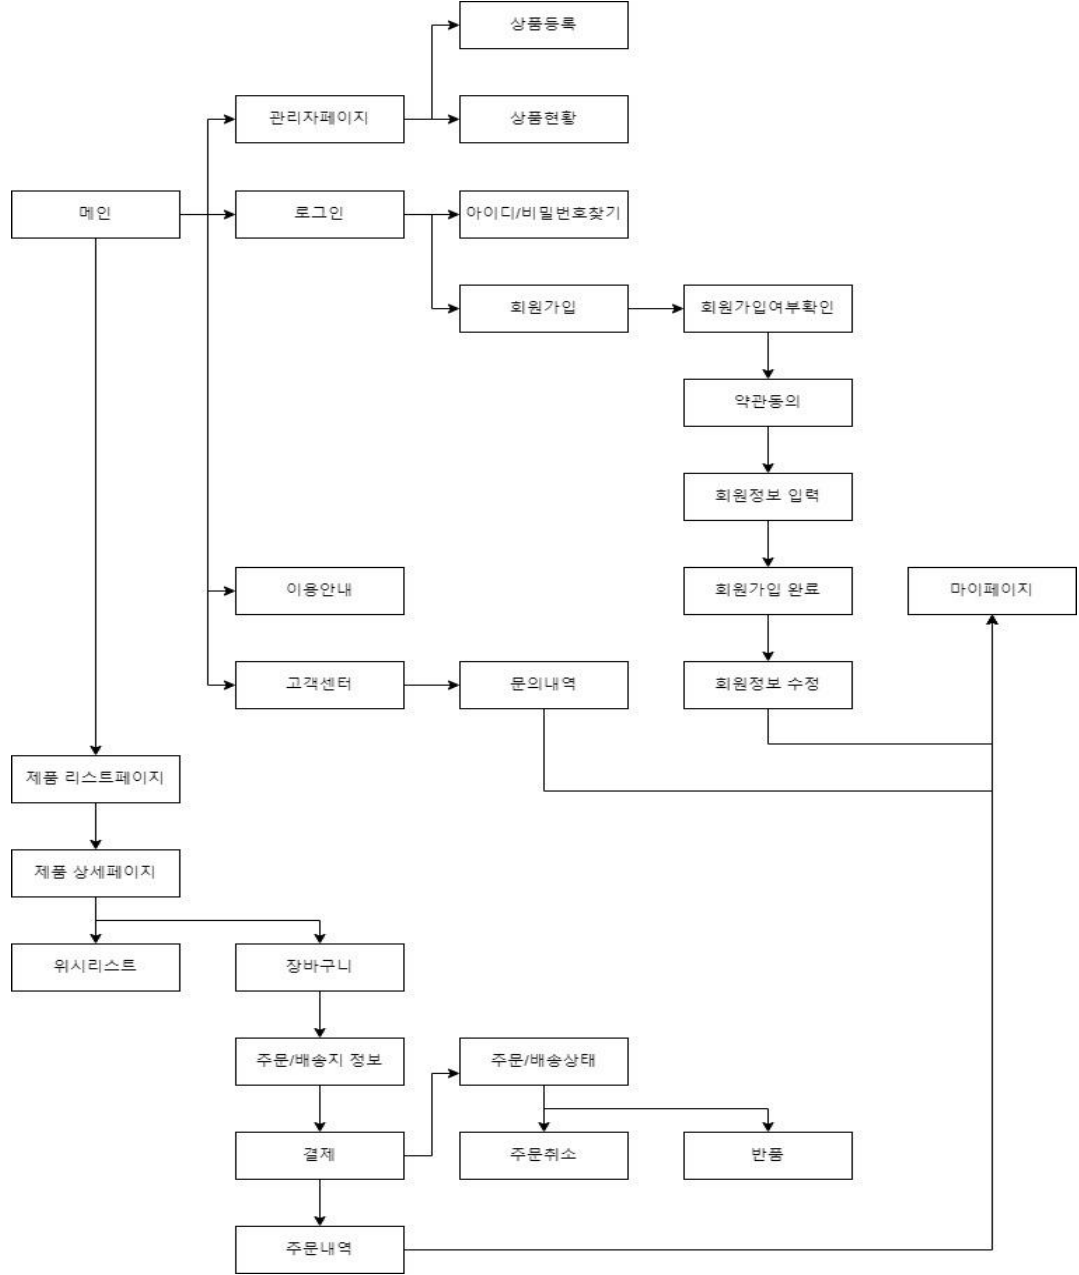 상품등록
관리자페이지
상품현황
메인
로그인
아이디/비밀번호찾기
회원가입
회원가입여부확인
약관동의
회원정보 입력
이용안내
회원가입 완료
마이페이지
고객센터
문의내역
회원정보 수정
제품 리스트페이지
제품 상세페이지
위시리스트
장바구니
주문/배송지 정보
주문/배송상태
결제
주문취소
반품
주문내역